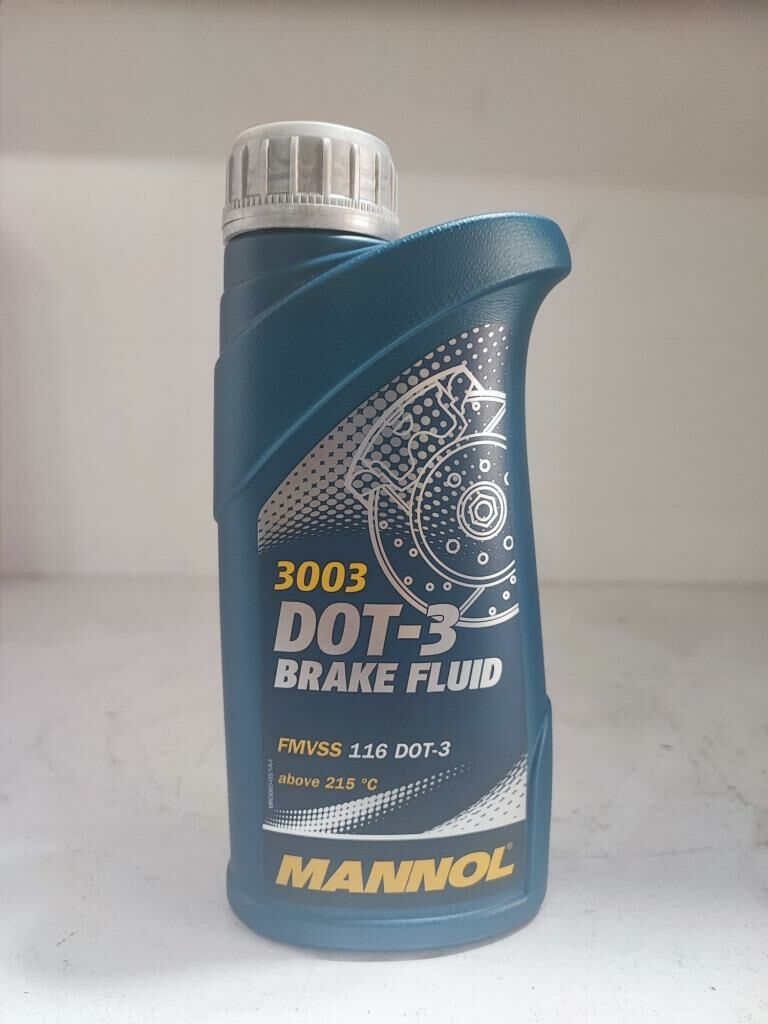 3003
DOT-3
BRAKE FLUID
FMVSS 116 DOT-3
above 215 °C
MANNOL®